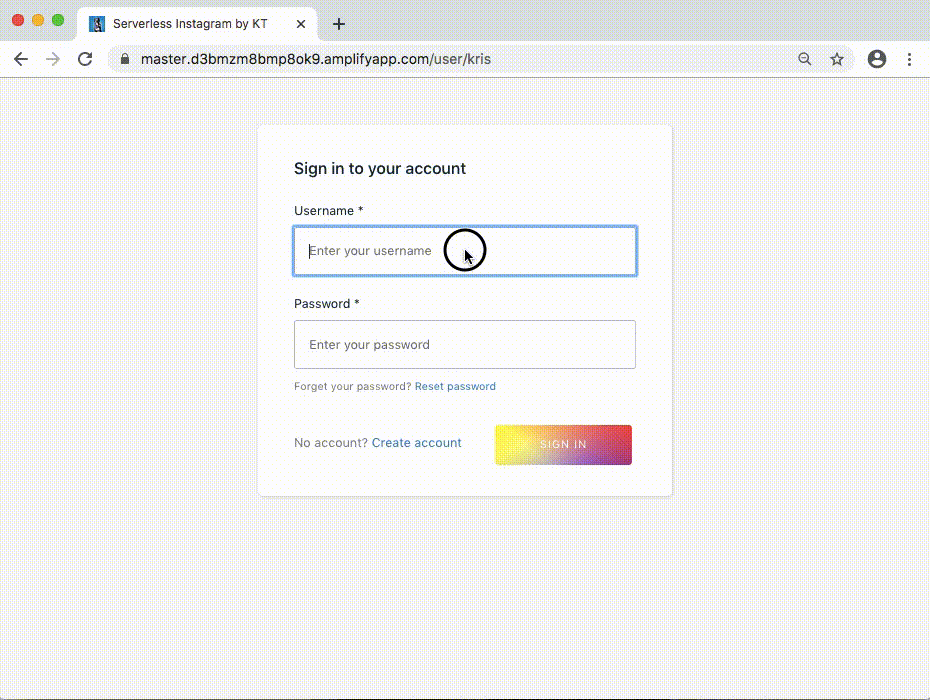 Serverless Instagram by KT
master.d3bmzm8bmp8ok9.amplifyapp.com/user/kris
Sign in to your account
Username *
Enter your username
Password *
Enter your password
Forget your password? Reset password
No account? Create account
SIGN IN